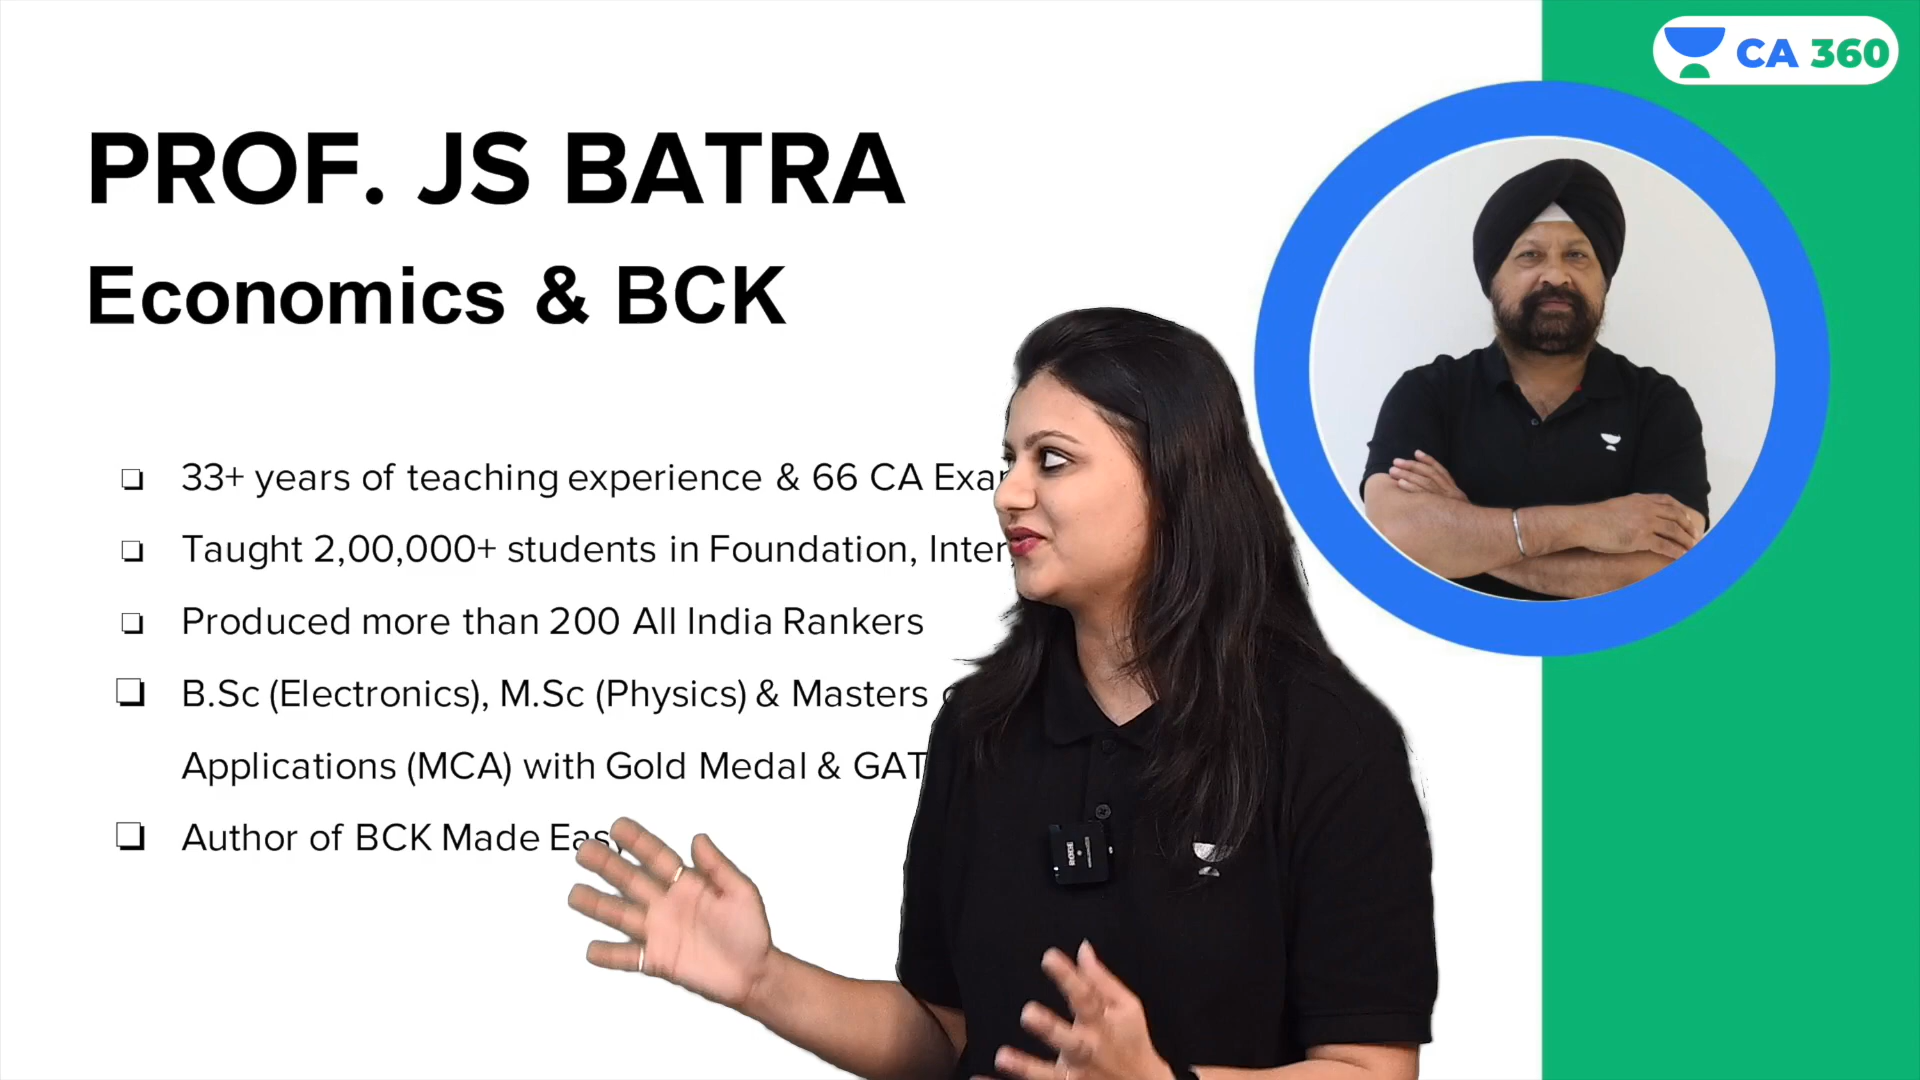 CA 360
PROF. JS BATRA
Economics & BCK
33+ years of teaching experience & 66 CA
Taught 2,00,000+ students in Foundation, Inter
Produced more than 200 All India Rankers
B.Sc (Electronics), M.Sc (Physics) & Masters
Applications (MCA) with Gold Medal &
Author of BCK Made
RODE